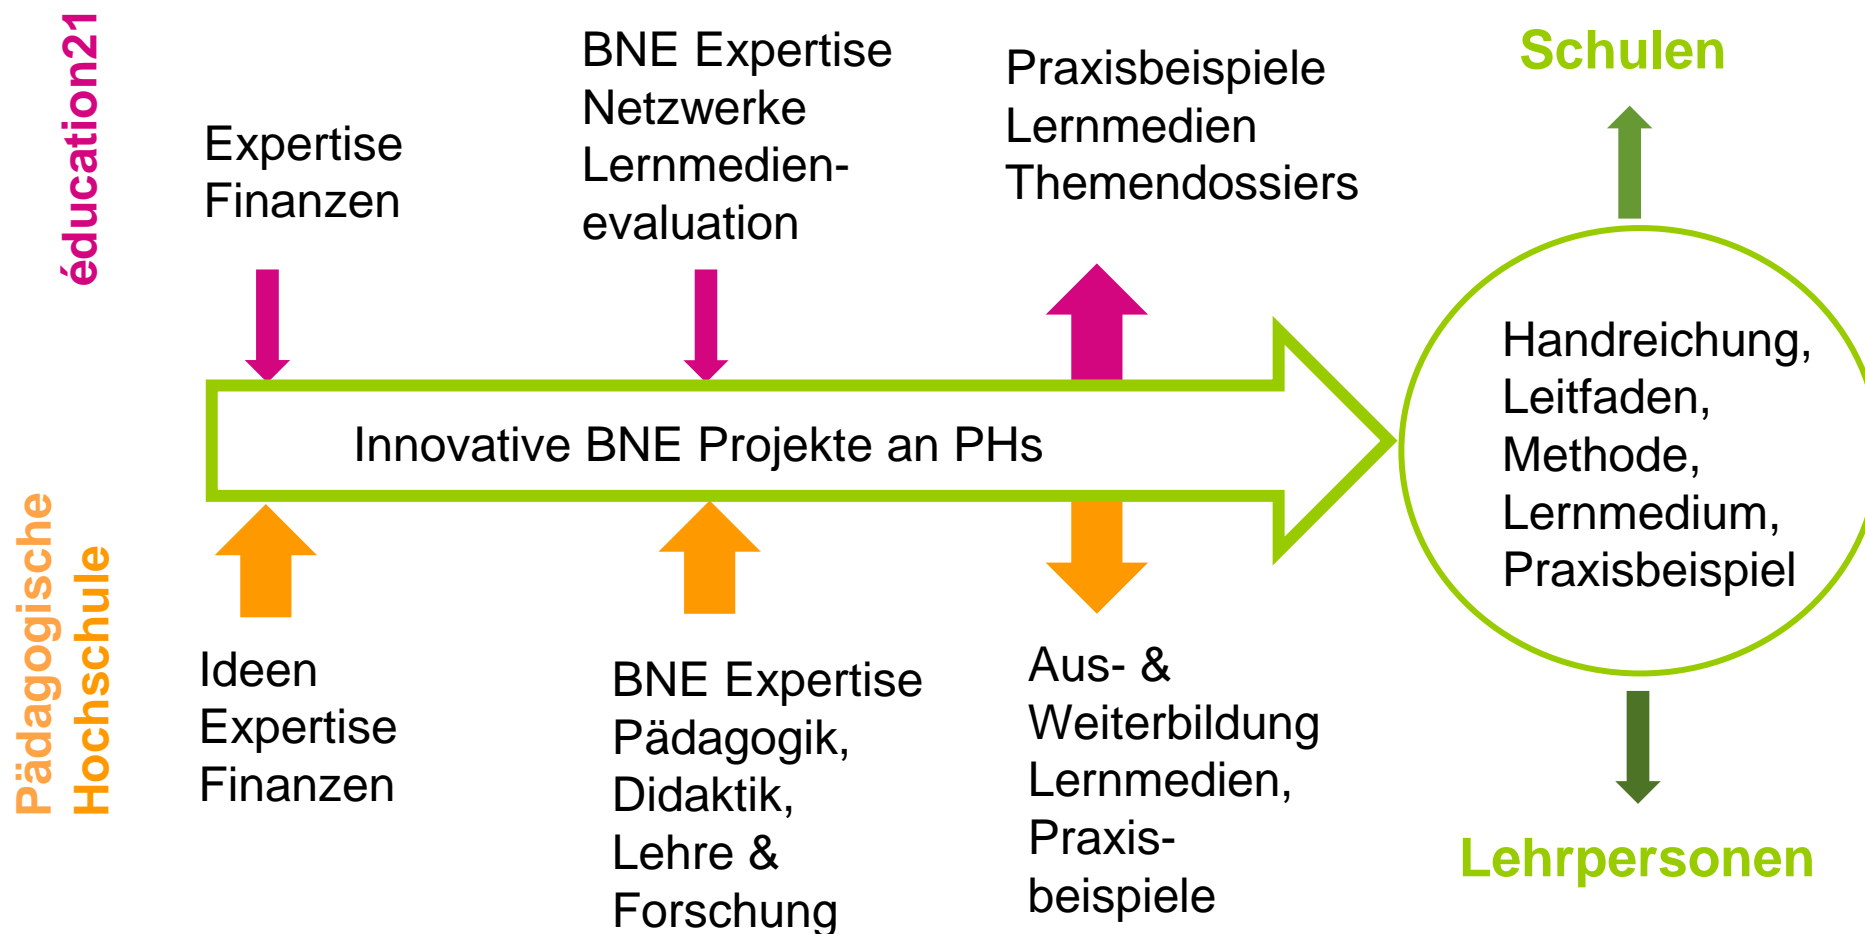 éducation21
Expertise
Finanzen
BNE Expertise
Netzwerke
Lernmedien-
evaluation
Praxisbeispiele
Lernmedien
Themendossiers
Schulen
Innovative BNE Projekte an PHs
Handreichung,
Leitfaden,
Methode,
Lernmedium,
Praxisbeispiel
Pädagogische
Hochschule
Ideen
Expertise
Finanzen
BNE Expertise
Pädagogik,
Didaktik,
Lehre &
Forschung
Aus- &
Weiterbildung
Lernmedien,
Praxis-
beispiele
Lehrpersonen